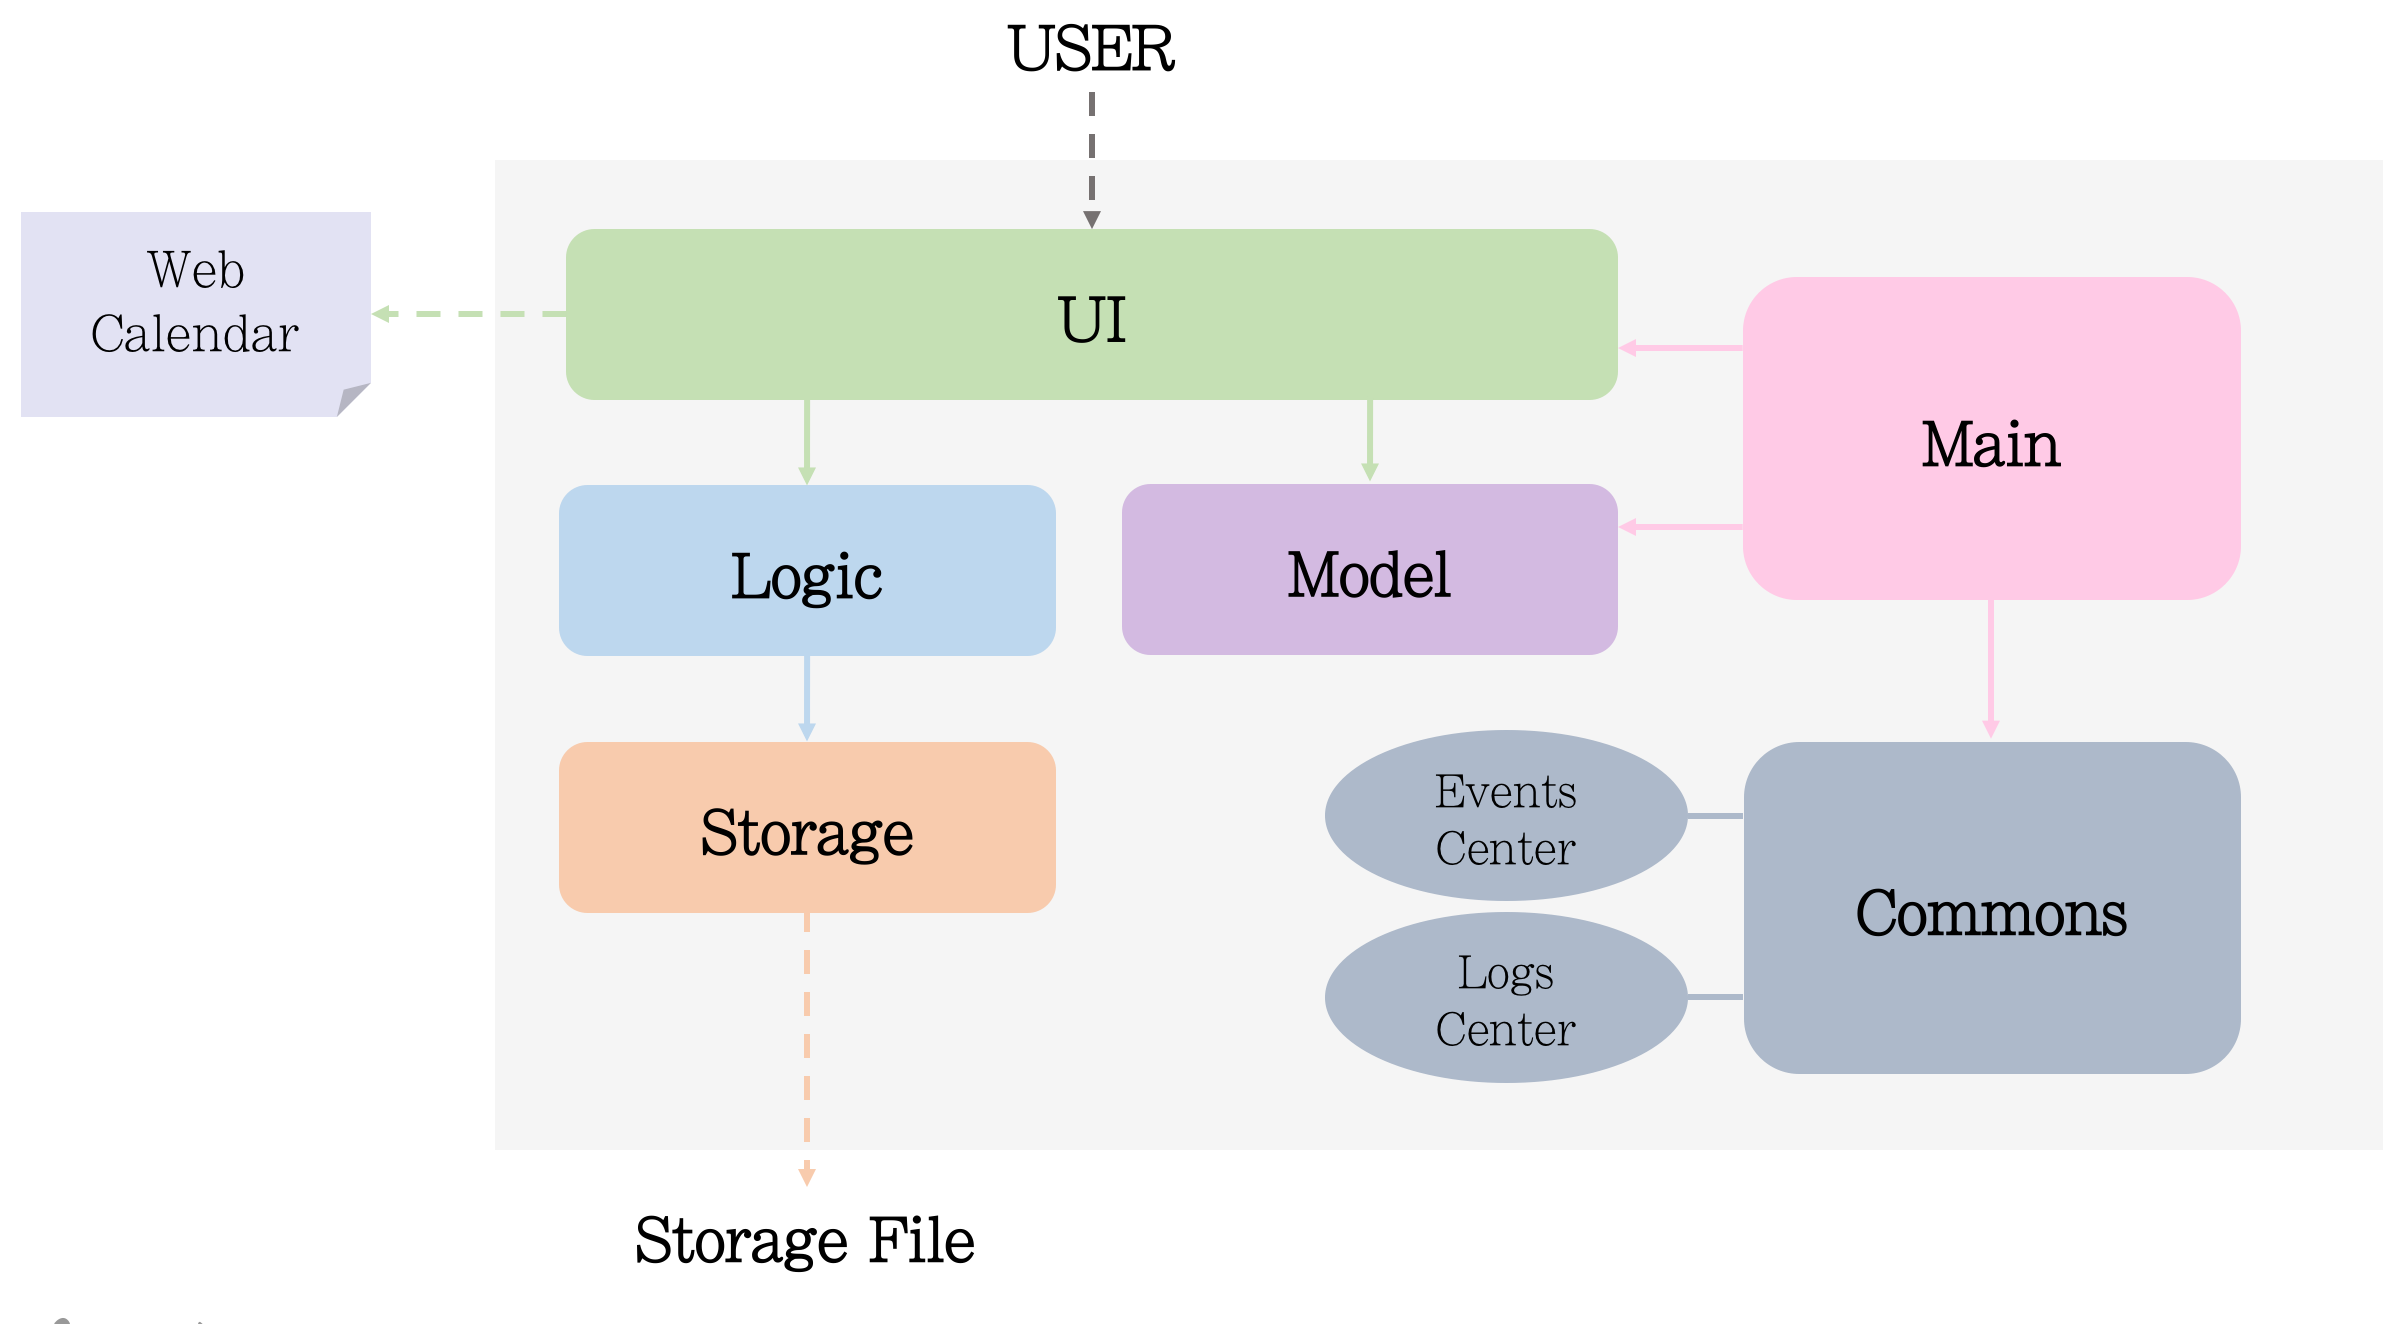 USER
Web
Calendar
UI
Main
Logic
Model
Storage
Events
Center
Commons
Logs
Center
Storage File